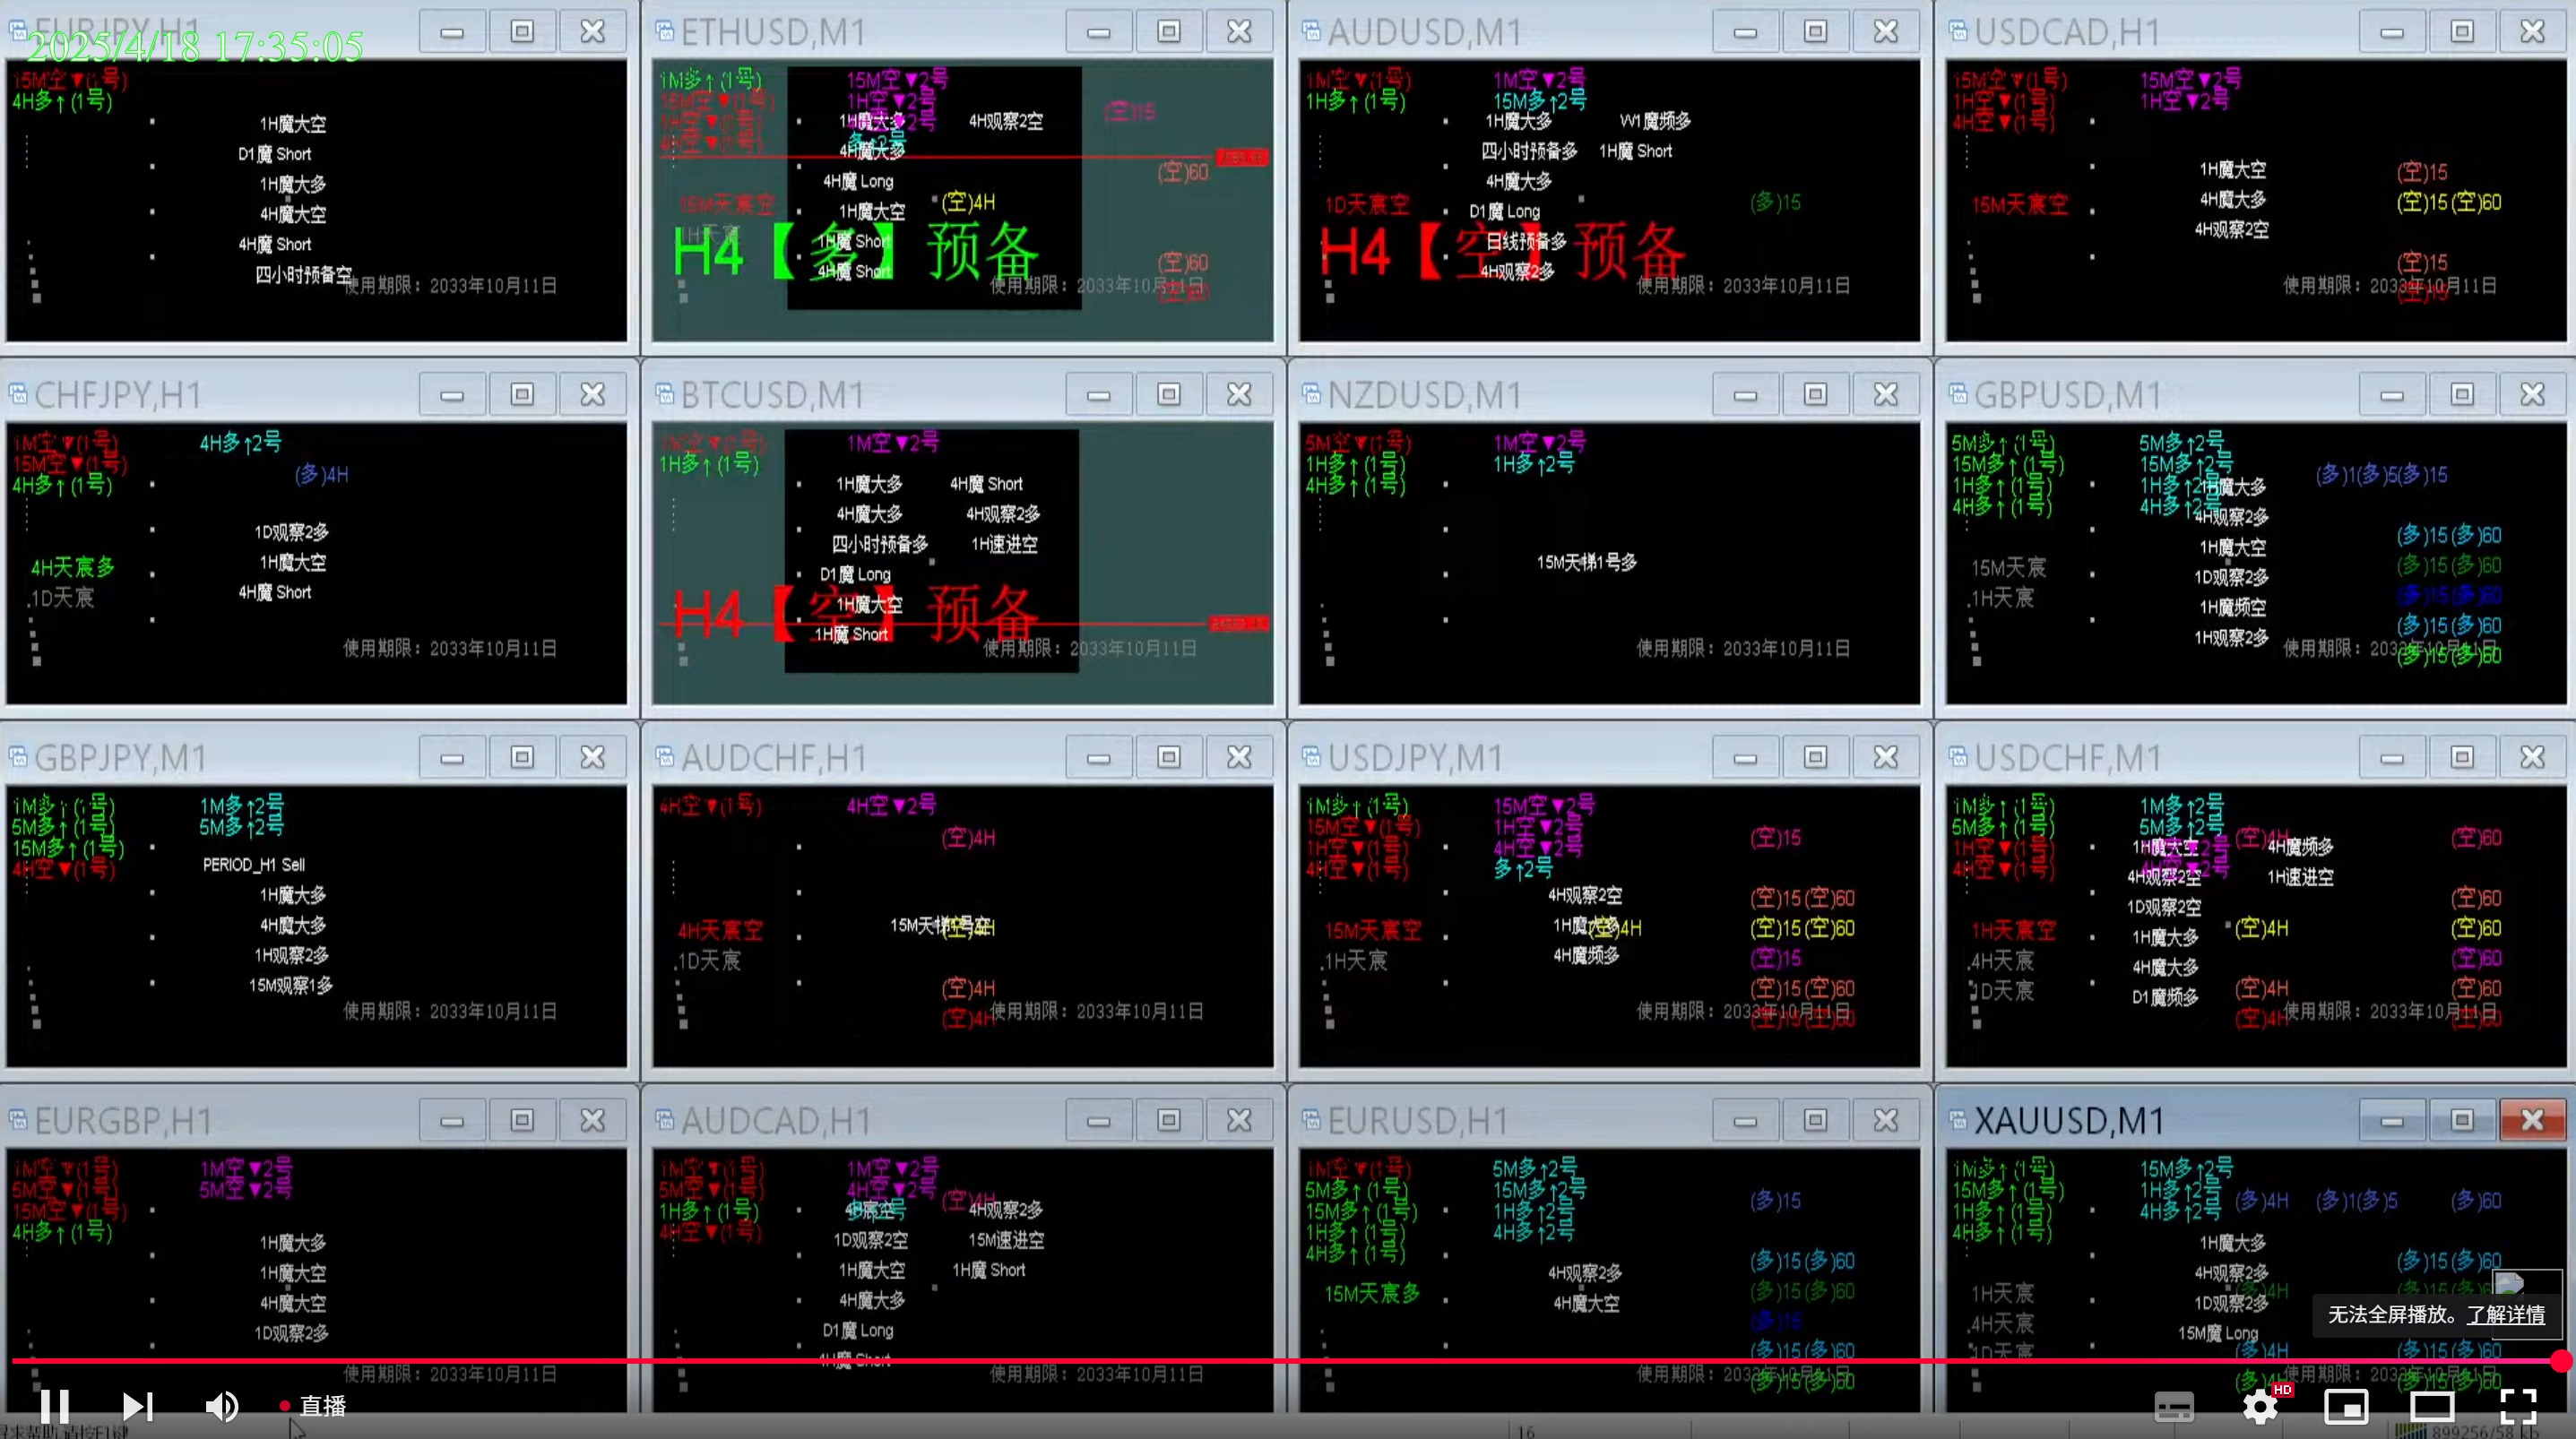 EURJPY,H1
2025/4/18 17:35:05
15M空▼(1号)
4H多↑(1号)
1H魔大空
D1魔 Short
1H魔大多
4H魔大空
4H魔 Short
四小时预备空
使用期限：2033年10月11日
ETHUSD,M1
1M多↑(1号) 15M空▼2号
15M空▼(1号) 1H空▼2号 (空)15
1H空▼(1号) 1H魔大多 4H观察2空
4H魔大多
(空)60
4H魔 Long
15M天宸空 1H魔大空 (空)4H
H4【多】预备
1H魔 Short
(空)60
4H魔 Short
使用期限：2033年10月11日
AUDUSD,M1
1M空▼(1号) 1M空▼2号
1H多↑(1号) 15M多↑2号
1H魔大多 W1魔频多
四小时预备多 1H魔 Short
4H魔大多
1D天宸空 D1魔 Long (多)15
H4【空】预备
日线预备多
4H观察2多
使用期限：2033年10月11日
USDCAD,H1
15M空▼(1号) 15M空▼2号
1H空▼(1号) 1H空▼2号
4H空▼(1号)
1H魔大空 (空)15
15M天宸空 4H魔大多 (空)15(空)60
4H观察2空
(空)15
(空)15
使用期限：2033年10月11日
CHFJPY,H1
1M空▼(1号) 4H多↑2号
15M空▼(1号) (多)4H
4H多↑(1号)
1D观察2多
4H天宸多 1H魔大空
.1D天宸 4H魔 Short
使用期限：2033年10月11日
BTCUSD,M1
1M空▼(1号) 1M空▼2号
1H多↑(1号)
1H魔大多 4H魔 Short
4H魔大多 4H观察2多
四小时预备多 1H速进空
D1魔 Long
H4【空】预备
1H魔大空
1H魔 Short
使用期限：2033年10月11日
NZDUSD,M1
5M空▼(1号) 1M空▼2号
1H多↑(1号) 1H多↑2号
4H多↑(1号)
15M天梯1号多
使用期限：2033年10月11日
GBPUSD,M1
5M多↑(1号) 5M多↑2号
15M多↑(1号) 15M多↑2号 (多)1(多)5(多)15
1H多↑(1号) 1H多↑2号 1H魔大多
4H多↑(1号) 4H多↑2号 4H观察2多
(多)15(多)60
15M天宸 1H魔大空 (多)15(多)60
.1H天宸 1D观察2多 (多)15(多)60
1H魔频空 (多)15(多)60
1H观察2多 (多)15(多)60
使用期限：2033年10月11日
GBPJPY,M1
1M多↑(1号) 1M多↑2号
5M多↑(1号) 5M多↑2号
15M多↑(1号)
4H空▼(1号) PERIOD_H1 Sell
1H魔大多
4H魔大多
1H观察2多
15M观察1多
使用期限：2033年10月11日
AUDCHF,H1
4H空▼(1号) 4H空▼2号
(空)4H
4H天宸空 15M天梯1号空 (空)4H
.1D天宸
(空)4H
(空)4H
使用期限：2033年10月11日
USDJPY,M1
1M多↑(1号) 15M空▼2号
15M空▼(1号) 1H空▼2号 (空)15
1H空▼(1号) 4H空▼2号
4H空▼(1号) 多↑2号
4H观察2空 (空)15(空)60
15M天宸空 1H魔大多 (空)4H (空)15(空)60
.1H天宸 4H魔频多 (空)15
(空)15(空)60
(空)15(空)60
使用期限：2033年10月11日
USDCHF,M1
1M多↑(1号) 1M多↑2号
5M多↑(1号) 5M多↑2号 (空)4H (空)60
1H空▼(1号) 1H魔大空 4H魔频多
4H空▼(1号) 4H观察2空 1H速进空
1D观察2空 (空)60
1H天宸空 1H魔大多 (空)4H (空)60
.4H天宸 4H魔大多 (空)60
1D天宸 D1魔频多 (空)4H (空)60
(空)4H (空)60
使用期限：2033年10月11日
EURGBP,H1
1M空▼(1号) 1M空▼2号
5M空▼(1号) 5M空▼2号
15M空▼(1号)
4H多↑(1号)
1H魔大多
1H魔大空
4H魔大空
1D观察2多
使用期限：2033年10月11日
AUDCAD,H1
1M空▼(1号) 1M空▼2号
5M空▼(1号) 4H空▼2号 (空)4H
1H多↑(1号) 4H观察2多
4H空▼(1号) 1D观察2空 15M速进空
1H魔大空 1H魔 Short
4H魔大多
D1魔 Long
4H魔 Short
使用期限：2033年10月11日
EURUSD,H1
1M空▼(1号) 5M多↑2号
5M多↑(1号) 15M多↑2号 (多)15
15M多↑(1号) 1H多↑2号
1H多↑(1号) 4H多↑2号
4H多↑(1号) (多)15(多)60
4H观察2多
15M天宸多 4H魔大空 (多)15(多)60
(多)15
(多)15(多)60
(多)15(多)60
使用期限：2033年10月11日
XAUUSD,M1
1M多↑(1号) 15M多↑2号
15M多↑(1号) 1H多↑2号 (多)4H (多)1(多)5 (多)60
1H多↑(1号) 4H多↑2号
4H多↑(1号) 1H魔大多
4H观察2多 (多)15(多)60
1H天宸 1D观察2多 (多)4H
.4H天宸 15M魔 Long
1D天宸 (多)4H (多)15(多)60
(多)4H (多)15(多)60
使用期限：2033年10月11日
无法全屏播放。了解详情
直播
HD
16
899256/58 kb